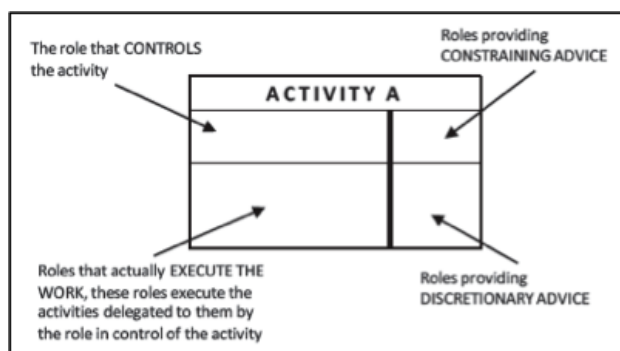 The role that CONTROLS
the activity
Roles providing
CONSTRAINING ADVICE
ACTIVITY A
Roles that actually EXECUTE THE
WORK, these roles execute the
activities delegated to them by
the role in control of the activity
Roles providing
DISCRETIONARY ADVICE